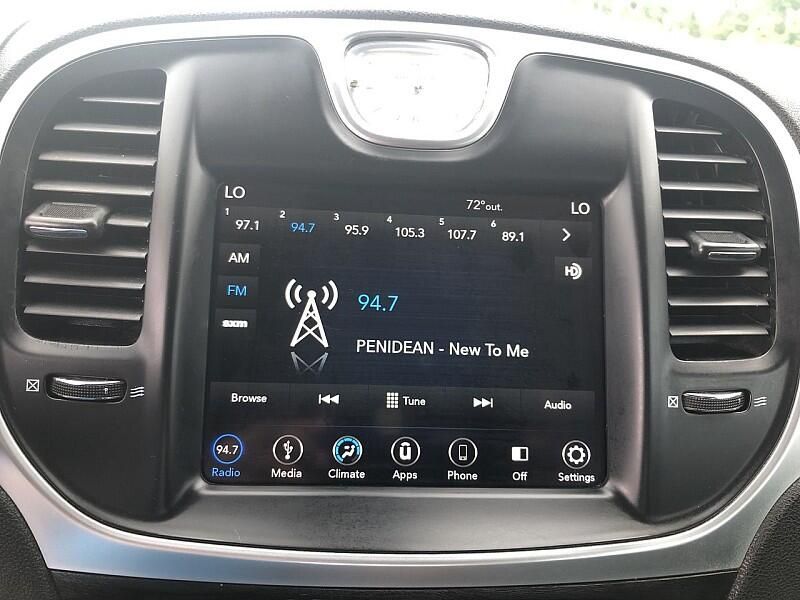 LO
72° out.
LO
1 97.1 2 94.7 3 95.9 4 105.3 5 107.7 6 89.1
AM
HD
FM
94.7
sxm
PENIDEAN - New To Me
Browse Tune Audio
94.7
Radio Media Climate Apps Phone Off Settings